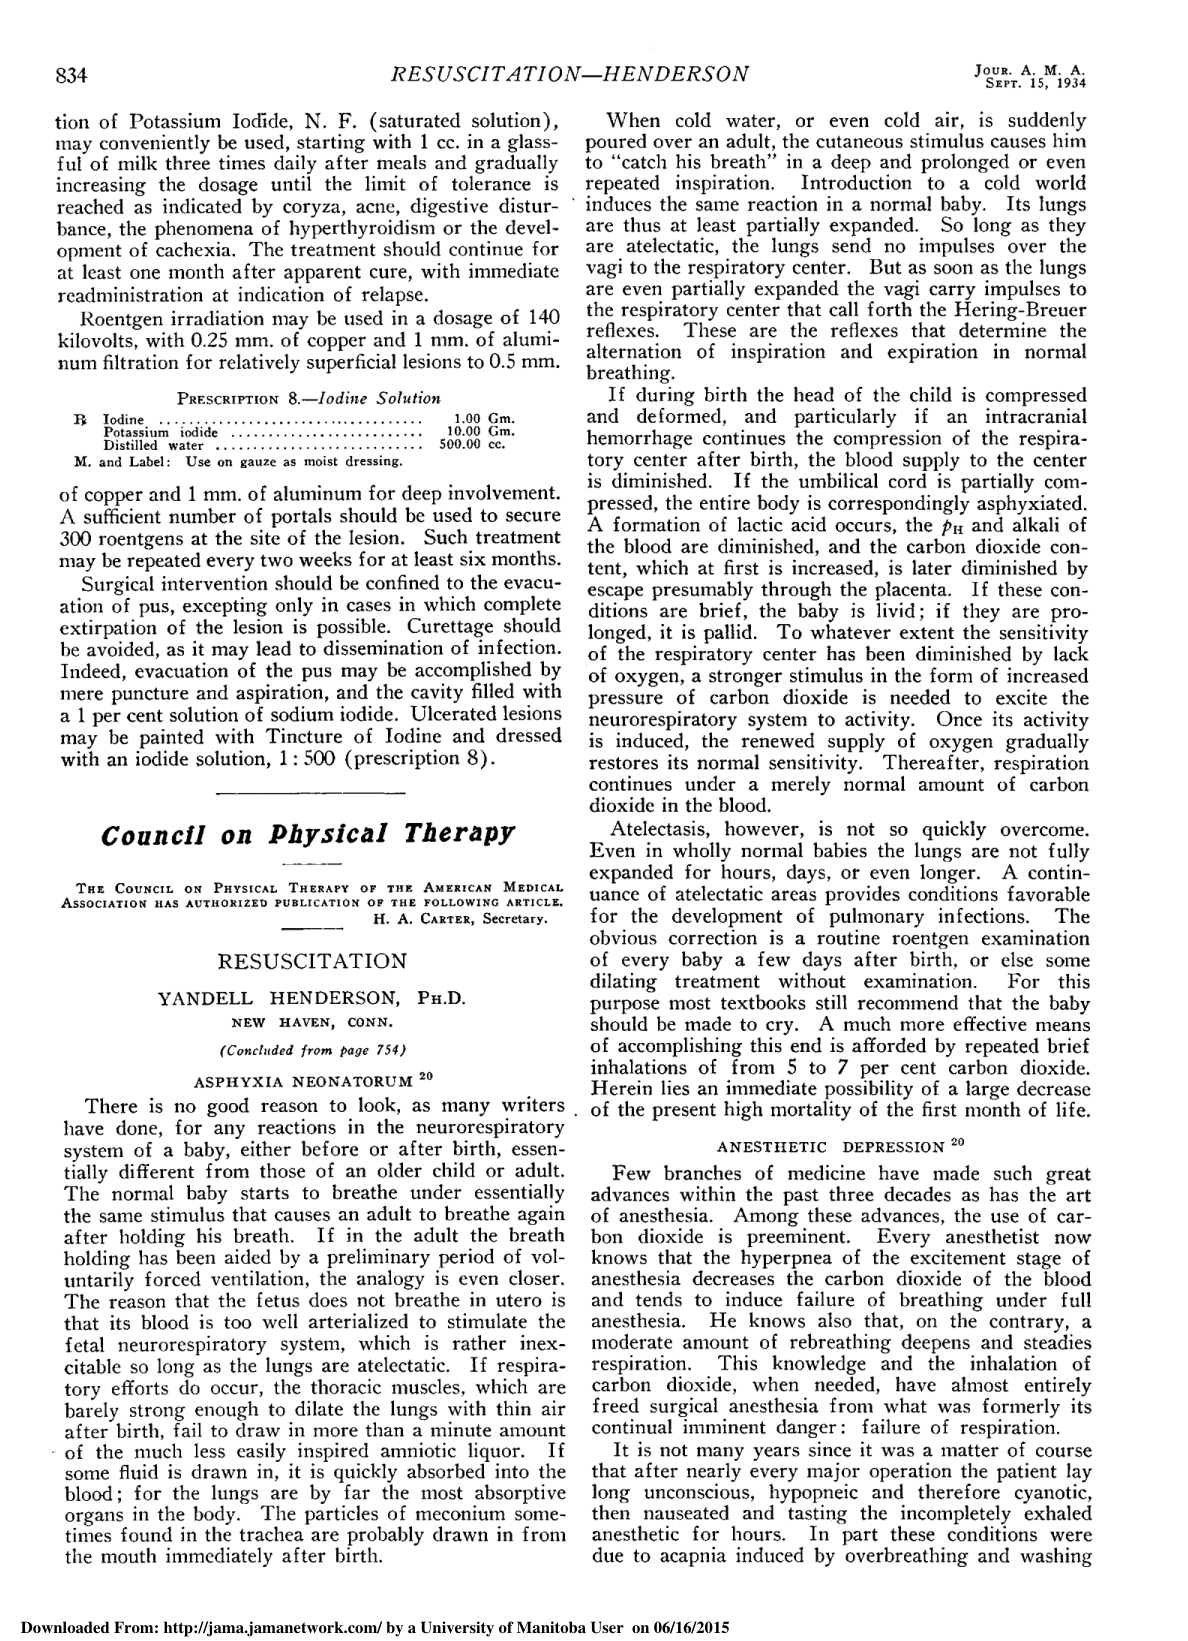 834
RESUSCITATION—HENDERSON
JOUR. A. M. A.
SEPT. 15, 1934
tion of Potassium Iodide, N. F. (saturated solution),
may conveniently be used, starting with 1 cc. in a glass-
ful of milk three times daily after meals and gradually
increasing the dosage until the limit of tolerance is
reached as indicated by coryza, acne, digestive distur-
bance, the phenomena of hyperthyroidism or the devel-
opment of cachexia. The treatment should continue for
at least one month after apparent cure, with immediate
readministration at indication of relapse.
Roentgen irradiation may be used in a dosage of 140
kilovolts, with 0.25 mm. of copper and 1 mm. of alumi-
num filtration for relatively superficial lesions to 0.5 mm.
PRESCRIPTION 8.—Iodine Solution
℞ Iodine .................................. 1.00 Gm.
Potassium iodide ......................... 10.00 Gm.
Distilled water ........................... 500.00 cc.
M. and Label: Use on gauze as moist dressing.
of copper and 1 mm. of aluminum for deep involvement.
A sufficient number of portals should be used to secure
300 roentgens at the site of the lesion. Such treatment
may be repeated every two weeks for at least six months.
Surgical intervention should be confined to the evacu-
ation of pus, excepting only in cases in which complete
extirpation of the lesion is possible. Curettage should
be avoided, as it may lead to dissemination of infection.
Indeed, evacuation of the pus may be accomplished by
mere puncture and aspiration, and the cavity filled with
a 1 per cent solution of sodium iodide. Ulcerated lesions
may be painted with Tincture of Iodine and dressed
with an iodide solution, 1:500 (prescription 8).
Council on Physical Therapy
THE COUNCIL ON PHYSICAL THERAPY OF THE AMERICAN MEDICAL
ASSOCIATION HAS AUTHORIZED PUBLICATION OF THE FOLLOWING ARTICLE.
H. A. CARTER, Secretary.
RESUSCITATION
YANDELL HENDERSON, PH.D.
NEW HAVEN, CONN.
(Concluded from page 754)
ASPHYXIA NEONATORUM 20
There is no good reason to look, as many writers
have done, for any reactions in the neurorespiratory
system of a baby, either before or after birth, essen-
tially different from those of an older child or adult.
The normal baby starts to breathe under essentially
the same stimulus that causes an adult to breathe again
after holding his breath. If in the adult the breath
holding has been aided by a preliminary period of vol-
untarily forced ventilation, the analogy is even closer.
The reason that the fetus does not breathe in utero is
that its blood is too well arterialized to stimulate the
fetal neurorespiratory system, which is rather inex-
citable so long as the lungs are atelectatic. If respira-
tory efforts do occur, the thoracic muscles, which are
barely strong enough to dilate the lungs with thin air
after birth, fail to draw in more than a minute amount
of the much less easily inspired amniotic liquor. If
some fluid is drawn in, it is quickly absorbed into the
blood; for the lungs are by far the most absorptive
organs in the body. The particles of meconium some-
times found in the trachea are probably drawn in from
the mouth immediately after birth.
When cold water, or even cold air, is suddenly
poured over an adult, the cutaneous stimulus causes him
to "catch his breath" in a deep and prolonged or even
repeated inspiration. Introduction to a cold world
induces the same reaction in a normal baby. Its lungs
are thus at least partially expanded. So long as they
are atelectatic, the lungs send no impulses over the
vagi to the respiratory center. But as soon as the lungs
are even partially expanded the vagi carry impulses to
the respiratory center that call forth the Hering-Breuer
reflexes. These are the reflexes that determine the
alternation of inspiration and expiration in normal
breathing.
If during birth the head of the child is compressed
and deformed, and particularly if an intracranial
hemorrhage continues the compression of the respira-
tory center after birth, the blood supply to the center
is diminished. If the umbilical cord is partially com-
pressed, the entire body is correspondingly asphyxiated.
A formation of lactic acid occurs, the pH and alkali of
the blood are diminished, and the carbon dioxide con-
tent, which at first is increased, is later diminished by
escape presumably through the placenta. If these con-
ditions are brief, the baby is livid; if they are pro-
longed, it is pallid. To whatever extent the sensitivity
of the respiratory center has been diminished by lack
of oxygen, a stronger stimulus in the form of increased
pressure of carbon dioxide is needed to excite the
neurorespiratory system to activity. Once its activity
is induced, the renewed supply of oxygen gradually
restores its normal sensitivity. Thereafter, respiration
continues under a merely normal amount of carbon
dioxide in the blood.
Atelectasis, however, is not so quickly overcome.
Even in wholly normal babies the lungs are not fully
expanded for hours, days, or even longer. A contin-
uance of atelectatic areas provides conditions favorable
for the development of pulmonary infections. The
obvious correction is a routine roentgen examination
of every baby a few days after birth, or else some
dilating treatment without examination. For this
purpose most textbooks still recommend that the baby
should be made to cry. A much more effective means
of accomplishing this end is afforded by repeated brief
inhalations of from 5 to 7 per cent carbon dioxide.
Herein lies an immediate possibility of a large decrease
of the present high mortality of the first month of life.
ANESTHETIC DEPRESSION 20
Few branches of medicine have made such great
advances within the past three decades as has the art
of anesthesia. Among these advances, the use of car-
bon dioxide is preeminent. Every anesthetist now
knows that the hyperpnea of the excitement stage of
anesthesia decreases the carbon dioxide of the blood
and tends to induce failure of breathing under full
anesthesia. He knows also that, on the contrary, a
moderate amount of rebreathing deepens and steadies
respiration. This knowledge and the inhalation of
carbon dioxide, when needed, have almost entirely
freed surgical anesthesia from what was formerly its
continual imminent danger: failure of respiration.
It is not many years since it was a matter of course
that after nearly every major operation the patient lay
long unconscious, hypopneic and therefore cyanotic,
then nauseated and tasting the incompletely exhaled
anesthetic for hours. In part these conditions were
due to acapnia induced by overbreathing and washing
Downloaded From: http://jama.jamanetwork.com/ by a University of Manitoba User on 06/16/2015